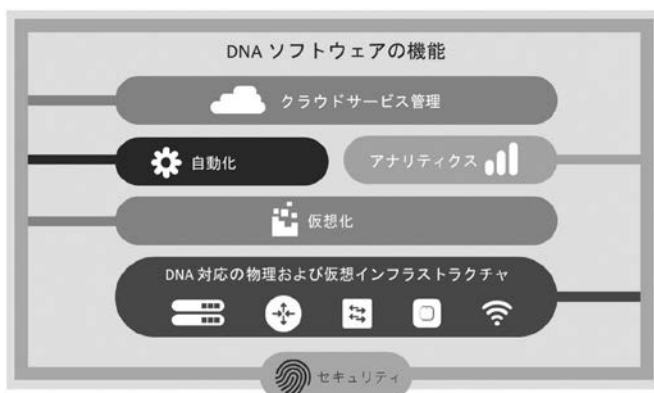 DNA ソフトウェアの機能
クラウドサービス管理
自動化
アナリティクス
仮想化
DNA 対応の物理および仮想インフラストラクチャ
セキュリティ